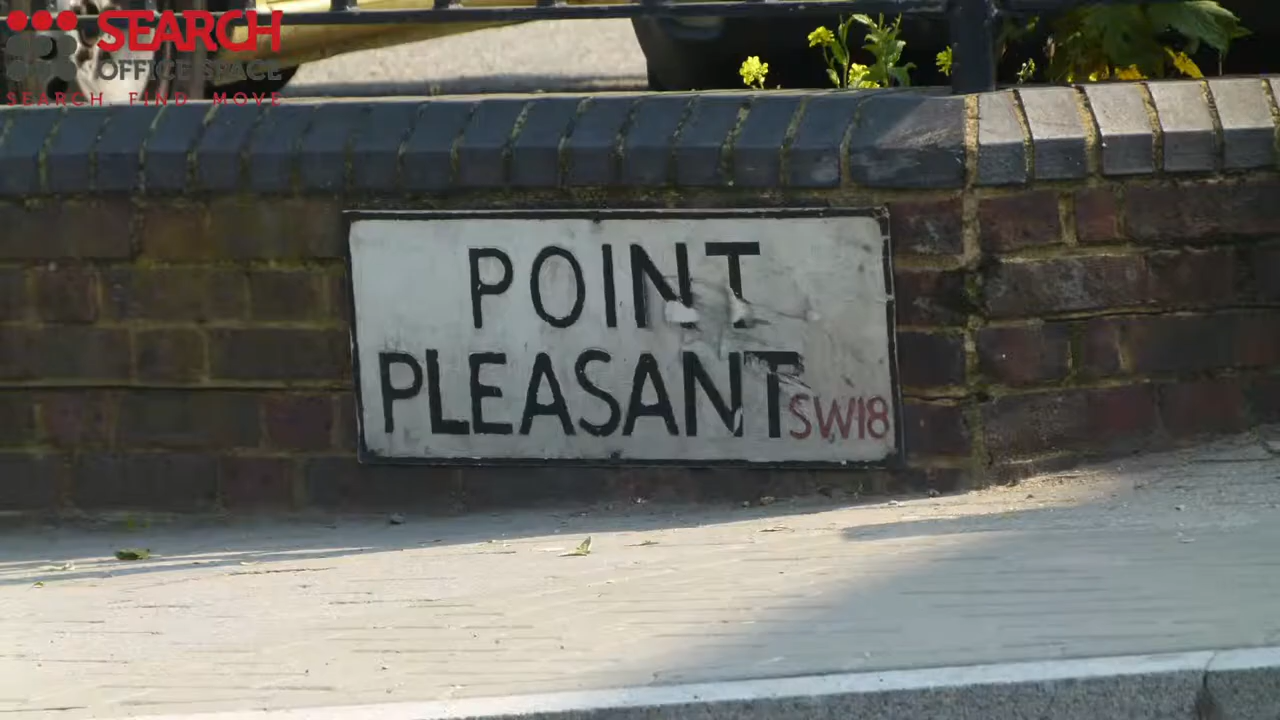 SEARCH
OFFICE SPACE
SEARCH. FIND. MOVE
POINT
PLEASANT SW18